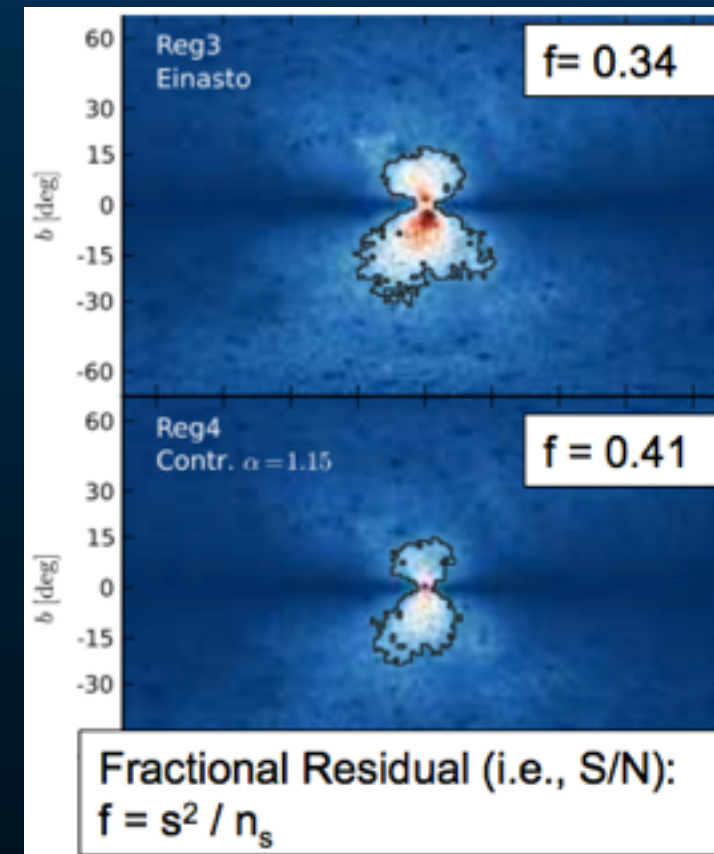 60
Reg3
Einasto
f= 0.34
30
15
0
b [deg]
-15
-30
-60
60
Reg4
Contr. α=1.15
f = 0.41
30
15
0
b [deg]
-15
-30
Fractional Residual (i.e., S/N):
f = s² / nₛ